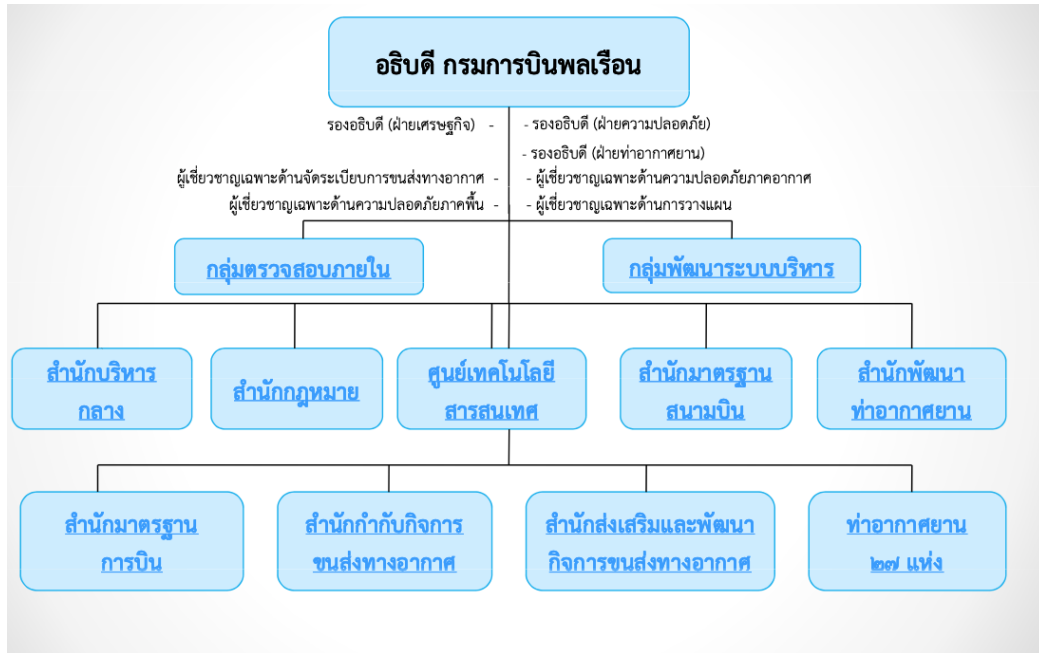 อธิบดี กรมการบินพลเรือน
รองอธิบดี (ฝ่ายเศรษฐกิจ) -
- รองอธิบดี (ฝ่ายความปลอดภัย)
- รองอธิบดี (ฝ่ายท่าอากาศยาน)
ผู้เชี่ยวชาญเฉพาะด้านจัดระเบียบการขนส่งทางอากาศ -
- ผู้เชี่ยวชาญเฉพาะด้านความปลอดภัยภาคอากาศ
ผู้เชี่ยวชาญเฉพาะด้านความปลอดภัยภาคพื้น -
- ผู้เชี่ยวชาญเฉพาะด้านการวางแผน
กลุ่มตรวจสอบภายใน
กลุ่มพัฒนาระบบบริหาร
สำนักบริหาร
กลาง
สำนักกฎหมาย
ศูนย์เทคโนโลยี
สารสนเทศ
สำนักมาตรฐาน
สนามบิน
สำนักพัฒนา
ท่าอากาศยาน
สำนักมาตรฐาน
การบิน
สำนักกำกับกิจการ
ขนส่งทางอากาศ
สำนักส่งเสริมและพัฒนา
กิจการขนส่งทางอากาศ
ท่าอากาศยาน
๒๗ แห่ง